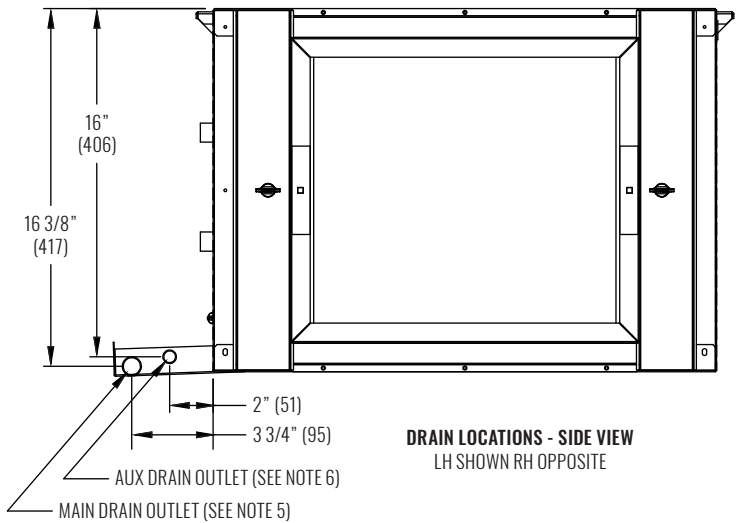 16”
(406)
16 3/8”
(417)
2” (51)
3 3/4” (95)
DRAIN LOCATIONS - SIDE VIEW
LH SHOWN RH OPPOSITE
AUX DRAIN OUTLET (SEE NOTE 6)
MAIN DRAIN OUTLET (SEE NOTE 5)